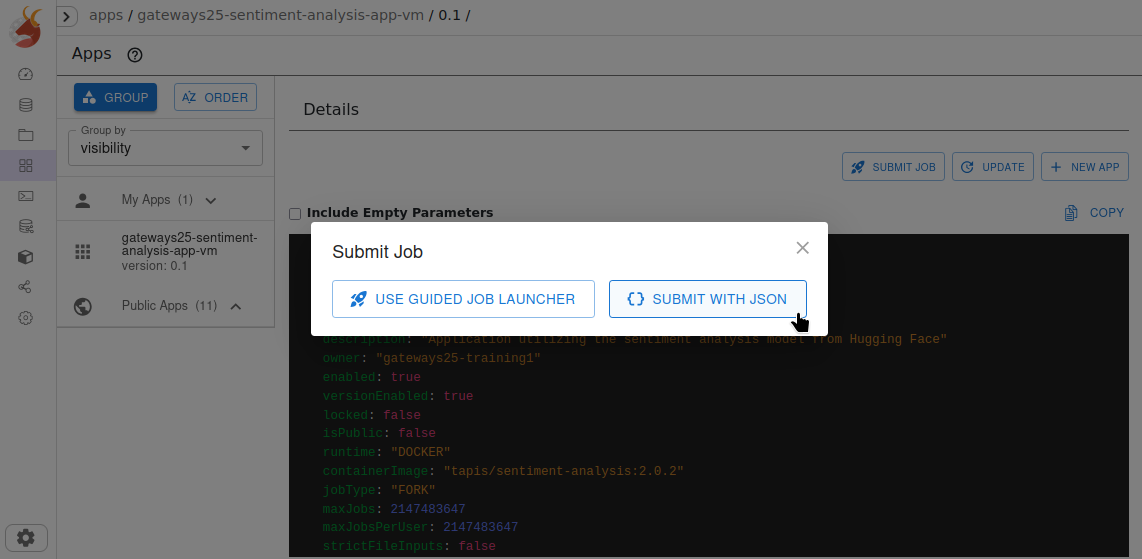 apps / gateways25-sentiment-analysis-app-vm / 0.1 /
Apps
GROUP
ORDER
Group by
visibility
My Apps (1)
gateways25-sentiment-
analysis-app-vm
version: 0.1
Public Apps (11)
Details
SUBMIT JOB
UPDATE
NEW APP
Include Empty Parameters
COPY
Submit Job
USE GUIDED JOB LAUNCHER
SUBMIT WITH JSON
description: "Application utilizing the sentiment analysis model from Hugging Face"
owner: "gateways25-training1"
enabled: true
versionEnabled: true
locked: false
isPublic: false
runtime: "DOCKER"
containerImage: "tapis/sentiment-analysis:2.0.2"
jobType: "FORK"
maxJobs: 2147483647
maxJobsPerUser: 2147483647
strictFileInputs: false